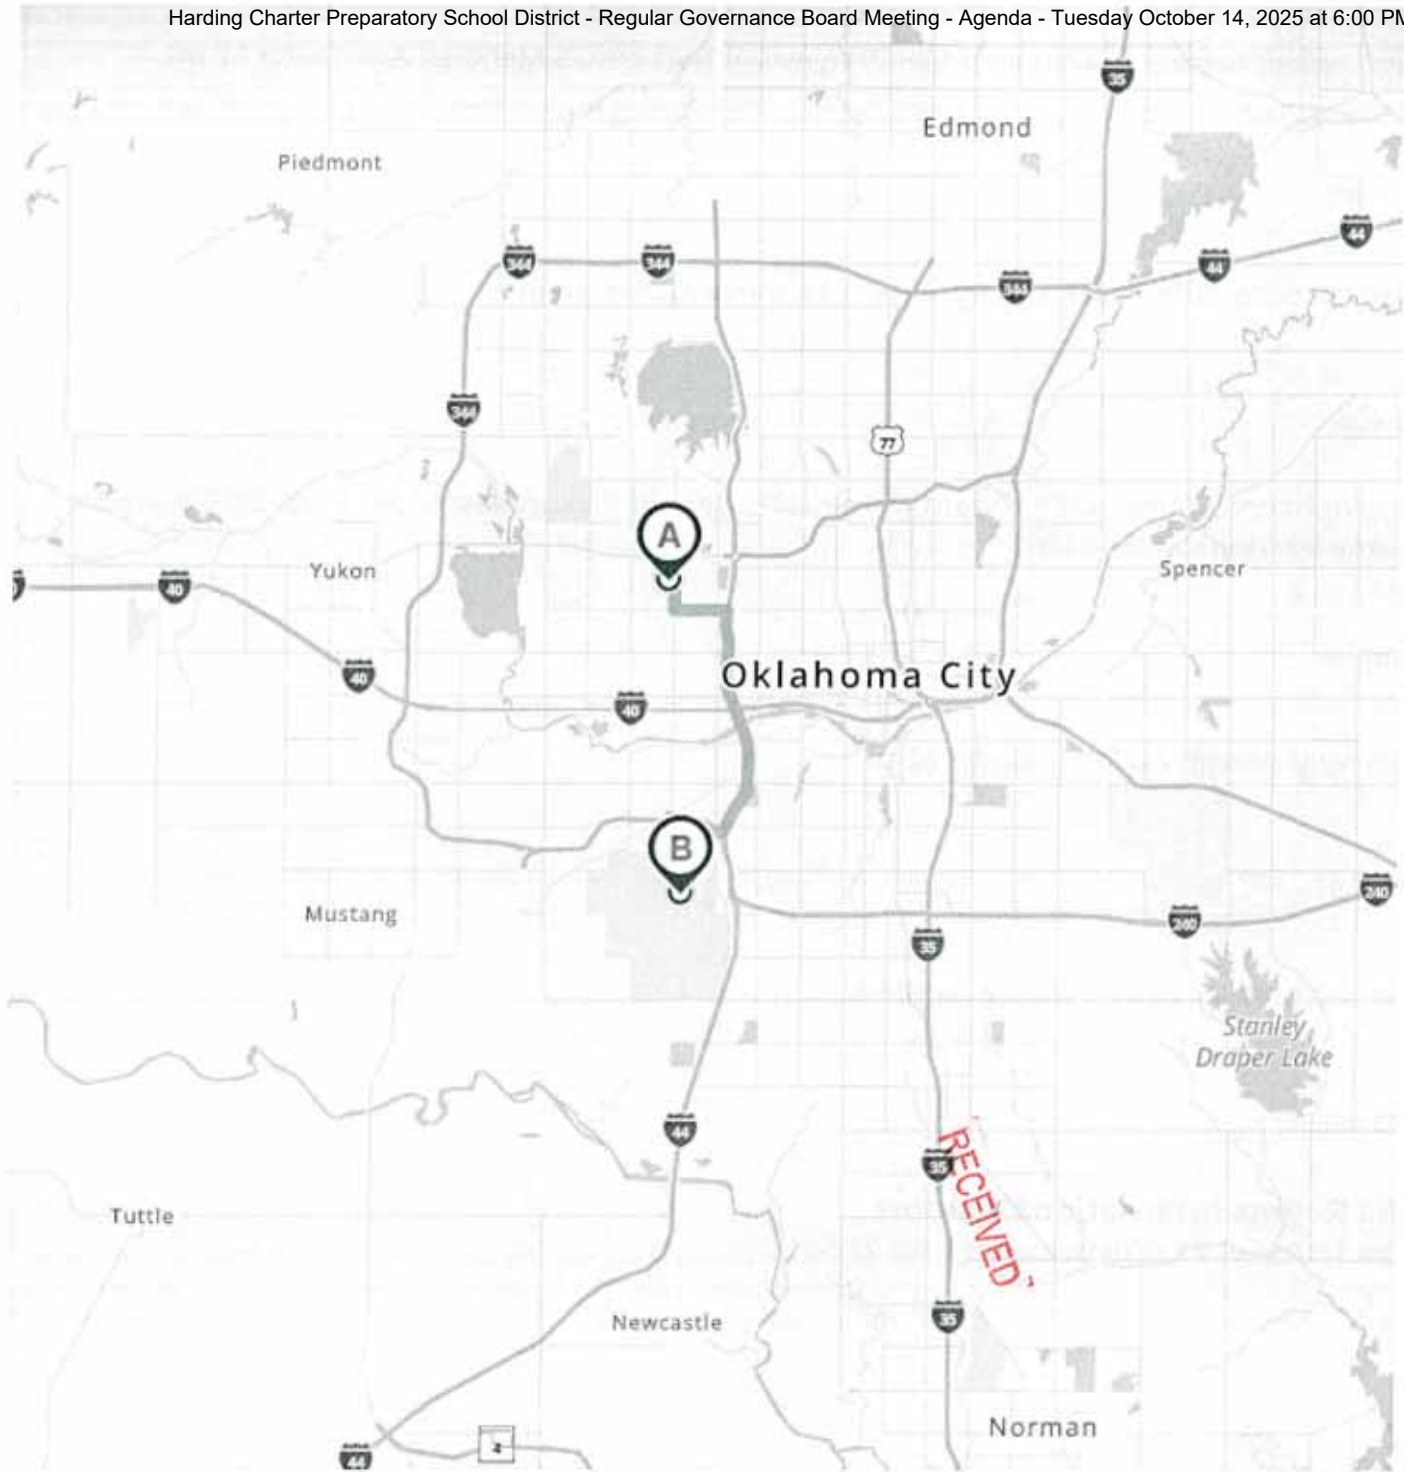 Harding Charter Preparatory School District - Regular Governance Board Meeting - Agenda - Tuesday October 14, 2025 at 6:00 PM
35
Edmond
Piedmont
44
344
344
44
344
344
77
A
Yukon
Spencer
40
40
Oklahoma City
40
B
240
Mustang
240
35
Stanley
Draper Lake
44
35
RECEIVED
Tuttle
35
Newcastle
Norman
4
44